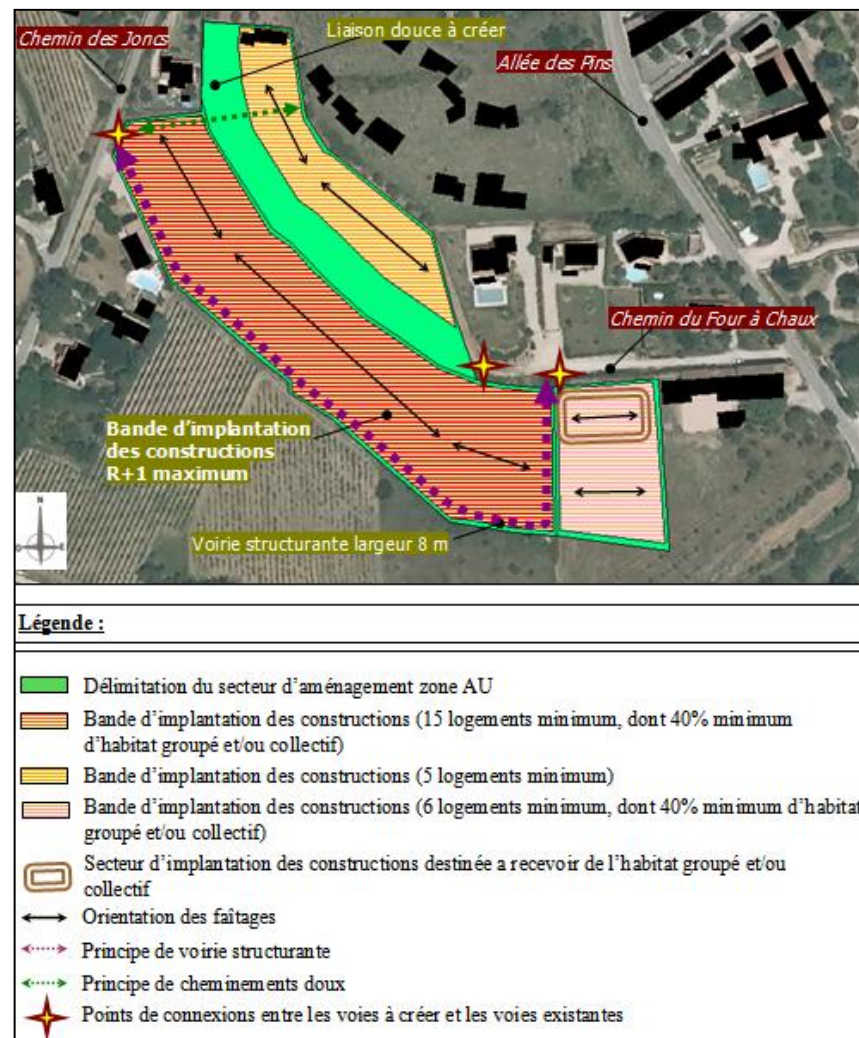 Chemin des Joncs
Liaison douce à créer
Allée des Pins
Chemin du Four à Chaux
Bande d'implantation
des constructions
R+1 maximum
N
Voirie structurante largeur 8 m
Légende :
Délimitation du secteur d'aménagement zone AU
Bande d'implantation des constructions (15 logements minimum, dont 40% minimum
d'habitat groupé et/ou collectif)
Bande d'implantation des constructions (5 logements minimum)
Bande d'implantation des constructions (6 logements minimum, dont 40% minimum d'habitat
groupé et/ou collectif)
Secteur d'implantation des constructions destinée a recevoir de l'habitat groupé et/ou
collectif
Orientation des faîtages
Principe de voirie structurante
Principe de cheminements doux
Points de connexions entre les voies à créer et les voies existantes